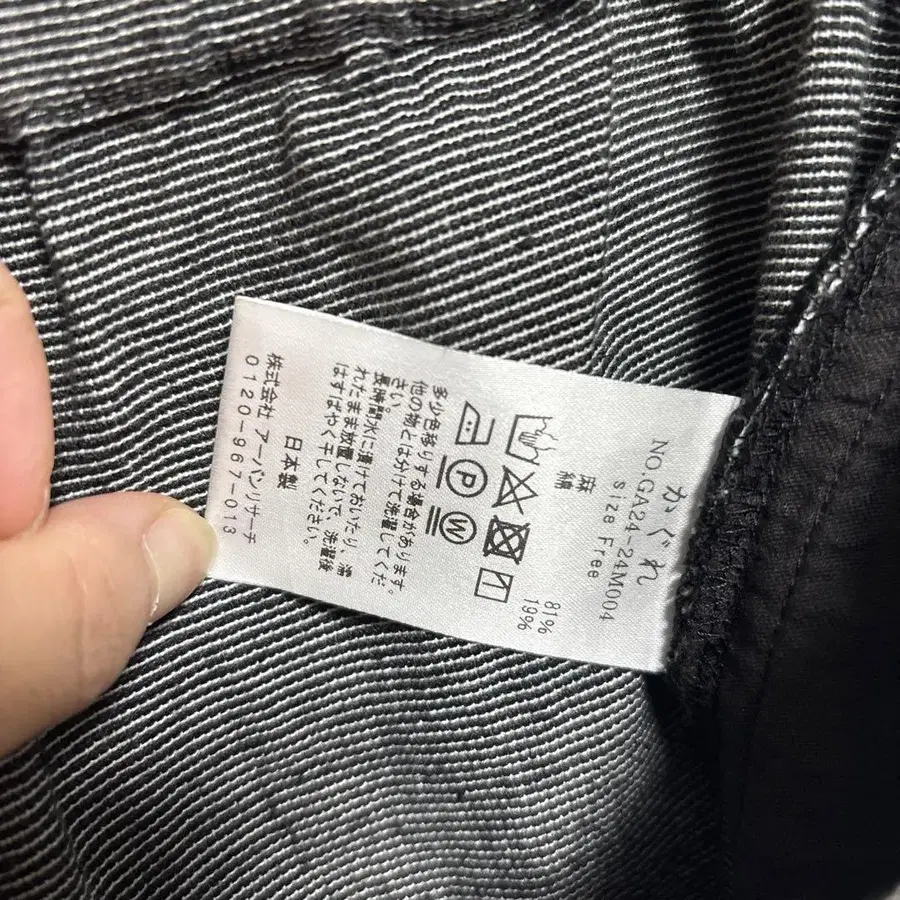 かぐれ
NO.GA24-24M004
Size Free
麻 81%
綿 19%
P W
多少色移りする場合があります。
他の物とは分けて洗濯してくだ
さい。
長時間水に漬けておいたり、濡
れたまま放置しないで、洗濯後
はすばやく干してください。
日本製
株式会社 アーバンリサーチ
0120-967-013